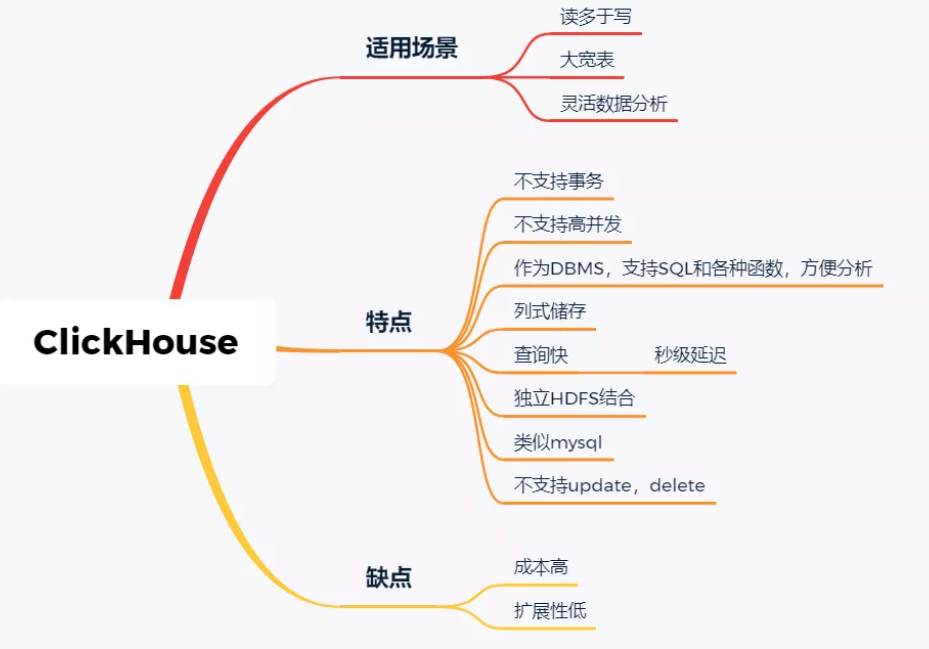 适用场景
读多于写
大宽表
灵活数据分析
ClickHouse
特点
不支持事务
不支持高并发
作为DBMS，支持SQL和各种函数，方便分析
列式储存
查询快
秒级延迟
独立HDFS结合
类似mysql
不支持update，delete
缺点
成本高
扩展性低